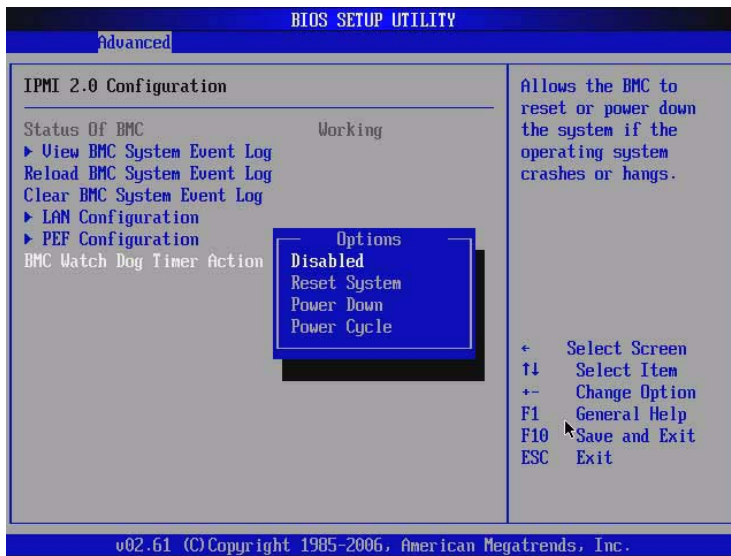 BIOS SETUP UTILITY
Advanced
IPMI 2.0 Configuration
Status Of BMC Working
▶ View BMC System Event Log
Reload BMC System Event Log
Clear BMC System Event Log
▶ LAN Configuration
▶ PEF Configuration
BMC Watch Dog Timer Action
Options
Disabled
Reset System
Power Down
Power Cycle
Allows the BMC to
reset or power down
the system if the
operating system
crashes or hangs.
← Select Screen
↑↓ Select Item
+- Change Option
F1 General Help
F10 Save and Exit
ESC Exit
v02.61 (C)Copyright 1985-2006, American Megatrends, Inc.